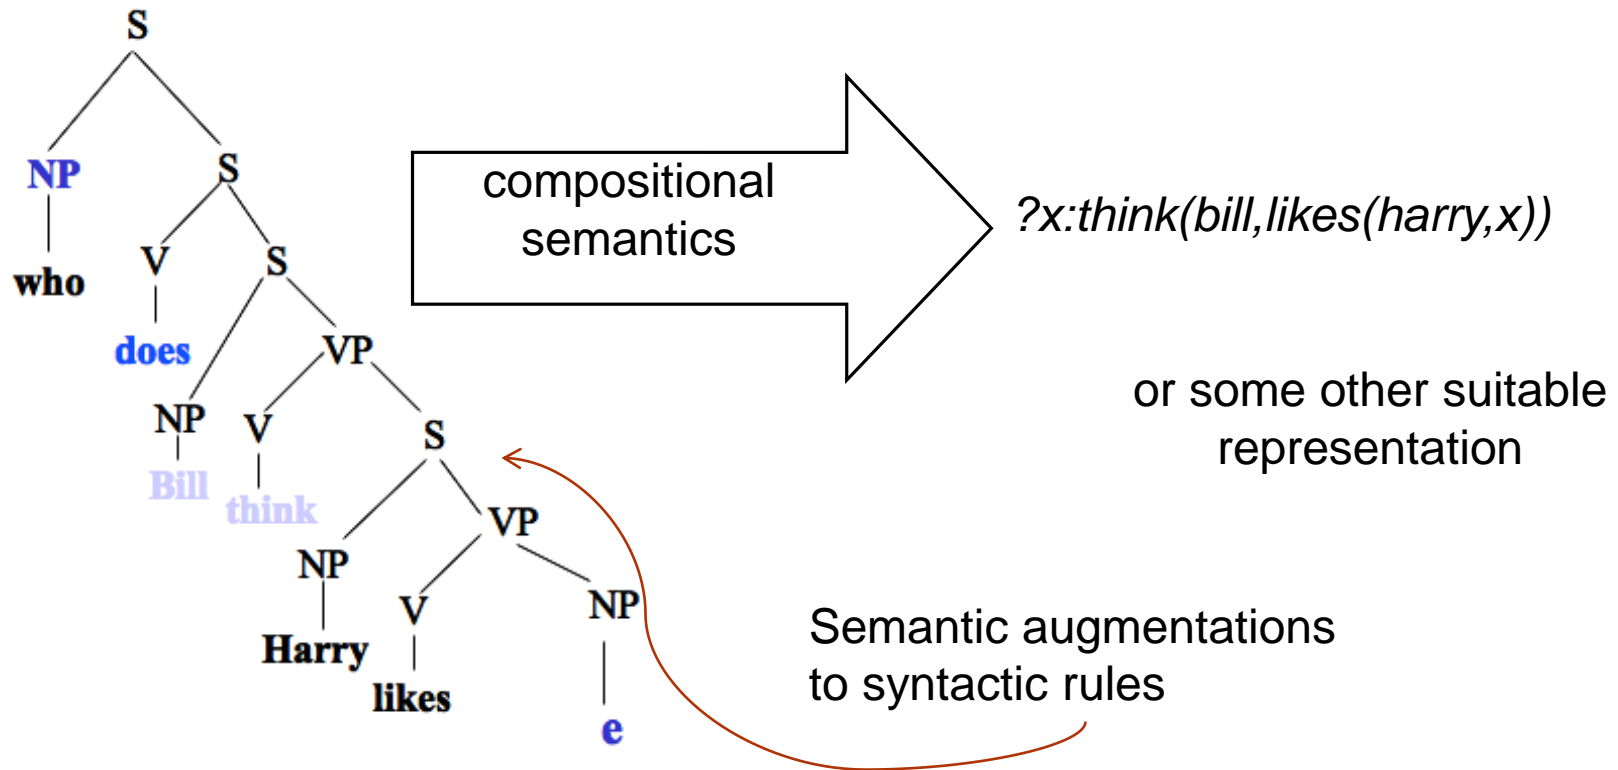 S
NP S
who
V S
does
VP
NP V S
Bill think
NP VP
Harry
V NP
likes
e
compositional
semantics
?x:think(bill,likes(harry,x))
or some other suitable
representation
Semantic augmentations
to syntactic rules